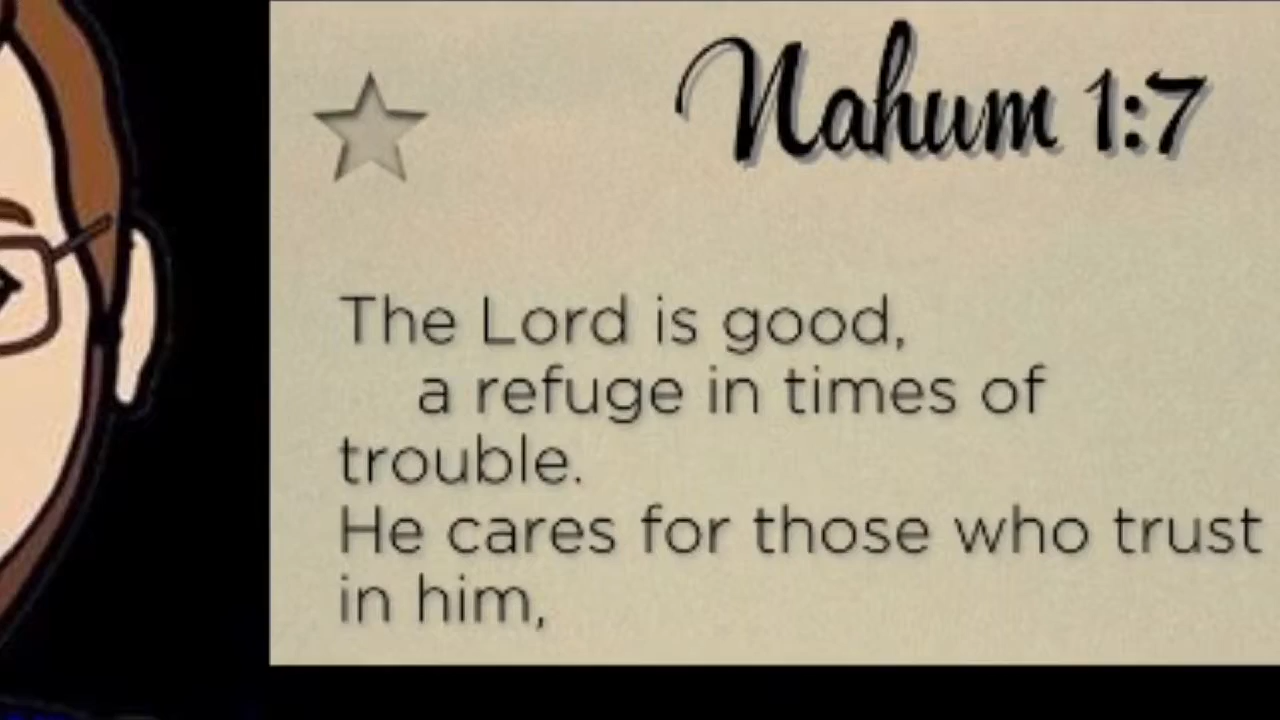 Nahum 1:7
The Lord is good,
a refuge in times of
trouble.
He cares for those who trust
in him,